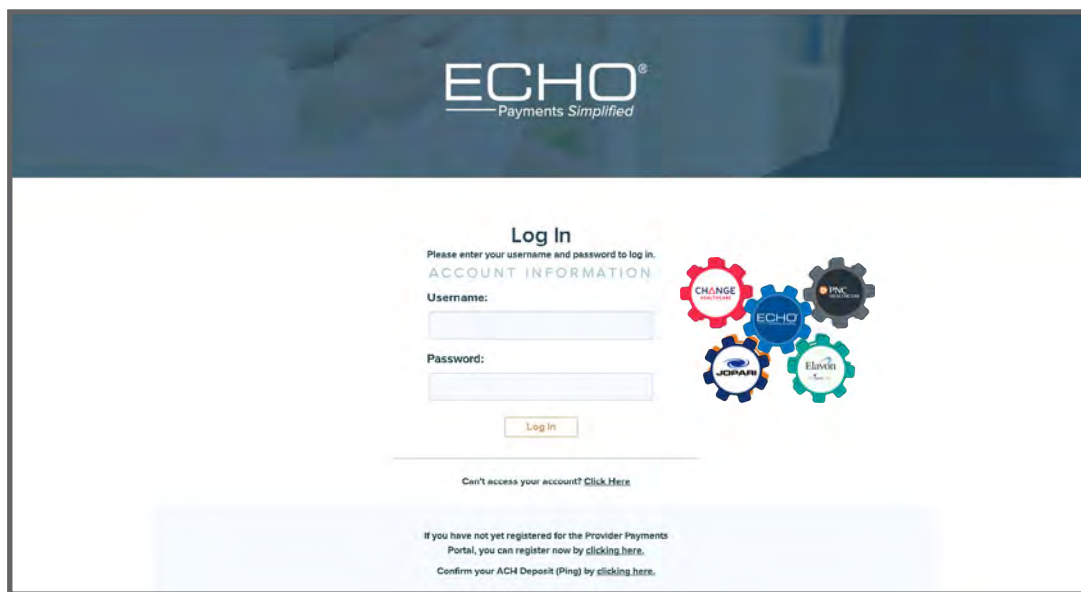 ECHO®
Payments Simplified
Log In
Please enter your username and password to log in.
ACCOUNT INFORMATION
Username:
Password:
Log In
Can't access your account? Click Here
If you have not yet registered for the Provider Payments
Portal, you can register now by clicking here.
Confirm your ACH Deposit (Ping) by clicking here.
CHANGE
HEALTHCARE
PNC
HEALTHCARE
ECHO
JOPARI
Elavon